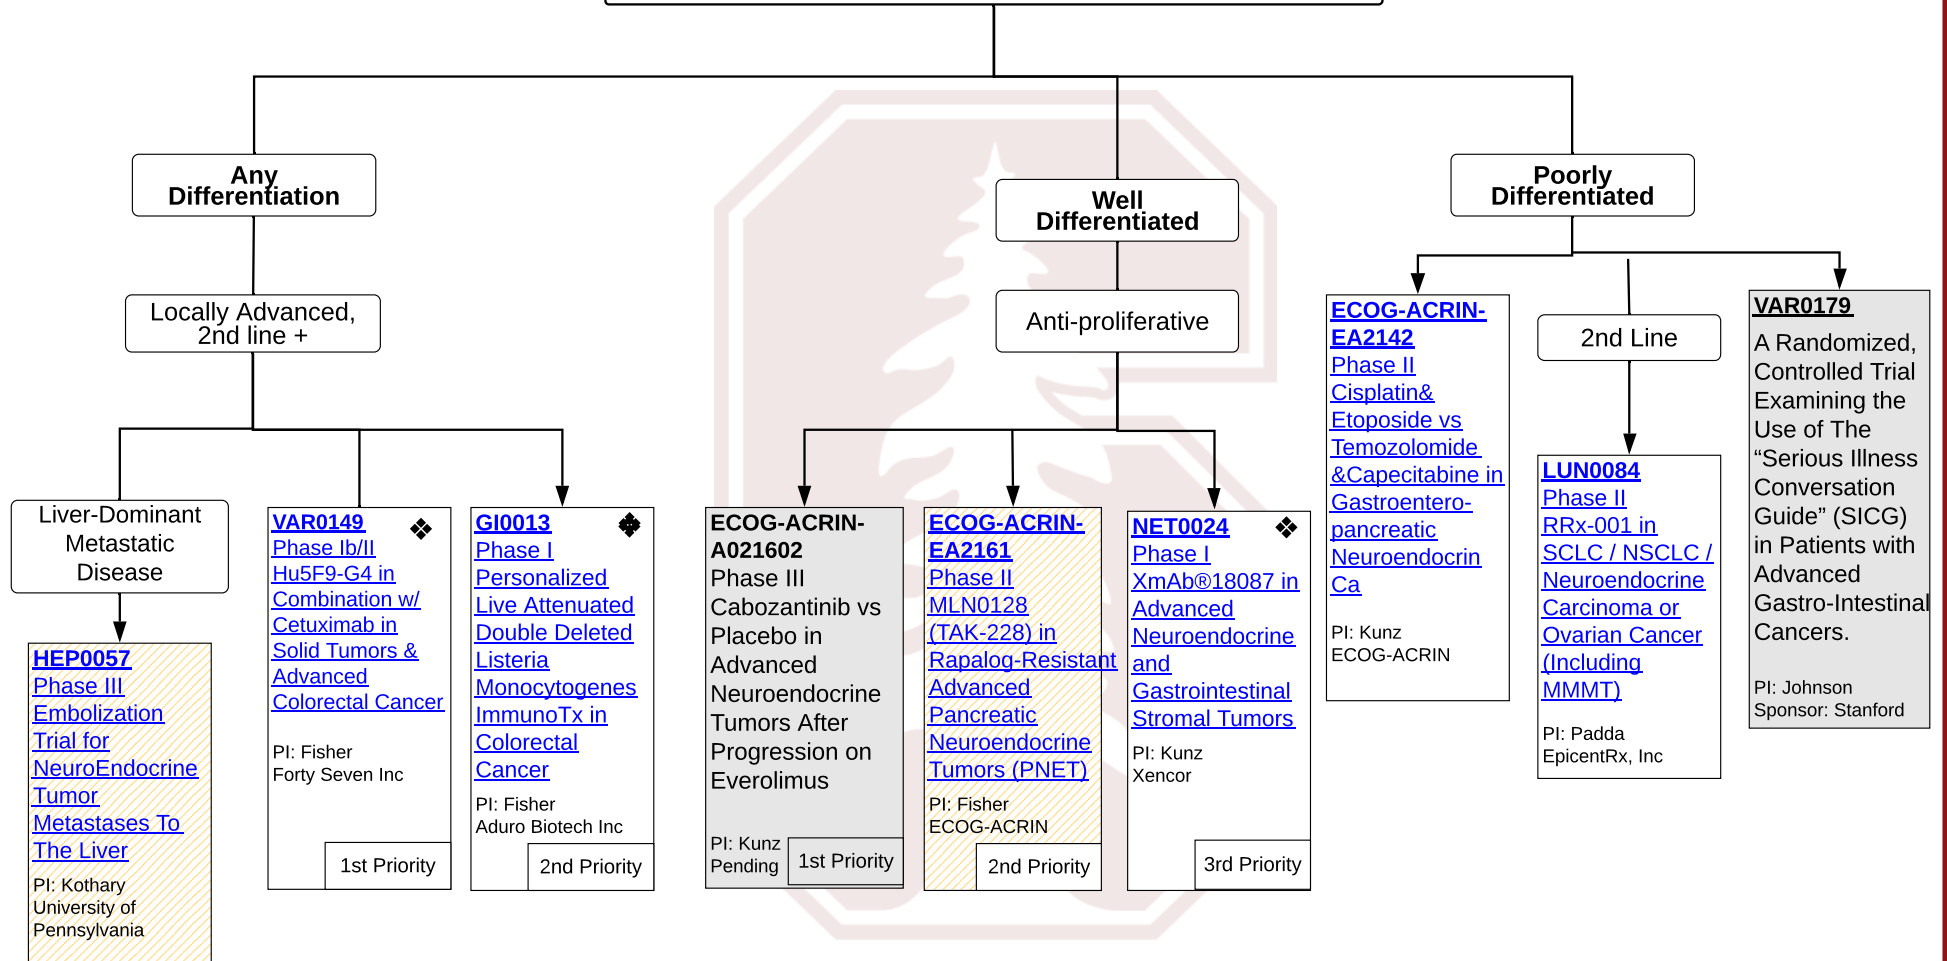 Any
Differentiation
Locally Advanced,
2nd line +
Liver-Dominant
Metastatic
Disease
HEP0057
Phase III
Embolization
Trial for
NeuroEndocrine
Tumor
Metastases To
The Liver
PI: Kothary
University of
Pennsylvania
VAR0149
Phase Ib/II
Hu5F9-G4 in
Combination w/
Cetuximab in
Solid Tumors &
Advanced
Colorectal Cancer
PI: Fisher
Forty Seven Inc
1st Priority
GI0013
Phase I
Personalized
Live Attenuated
Double Deleted
Listeria
Monocytogenes
ImmunoTx in
Colorectal
Cancer
PI: Fisher
Aduro Biotech Inc
2nd Priority
Well
Differentiated
Anti-proliferative
ECOG-ACRIN-
A021602
Phase III
Cabozantinib vs
Placebo in
Advanced
Neuroendocrine
Tumors After
Progression on
Everolimus
PI: Kunz
Pending
1st Priority
ECOG-ACRIN-
EA2161
Phase II
MLN0128
(TAK-228) in
Rapalog-Resistant
Advanced
Pancreatic
Neuroendocrine
Tumors (PNET)
PI: Fisher
ECOG-ACRIN
2nd Priority
NET0024
Phase I
XmAb®18087 in
Advanced
Neuroendocrine
and
Gastrointestinal
Stromal Tumors
PI: Kunz
Xencor
3rd Priority
Poorly
Differentiated
ECOG-ACRIN-
EA2142
Phase II
Cisplatin&
Etoposide vs
Temozolomide
&Capecitabine in
Gastroentero-
pancreatic
Neuroendocrin
Ca
PI: Kunz
ECOG-ACRIN
2nd Line
LUN0084
Phase II
RRx-001 in
SCLC / NSCLC /
Neuroendocrine
Carcinoma or
Ovarian Cancer
(Including
MMMT)
PI: Padda
EpicentRx, Inc
VAR0179
A Randomized,
Controlled Trial
Examining the
Use of The
“Serious Illness
Conversation
Guide” (SICG)
in Patients with
Advanced
Gastro-Intestinal
Cancers.
PI: Johnson
Sponsor: Stanford